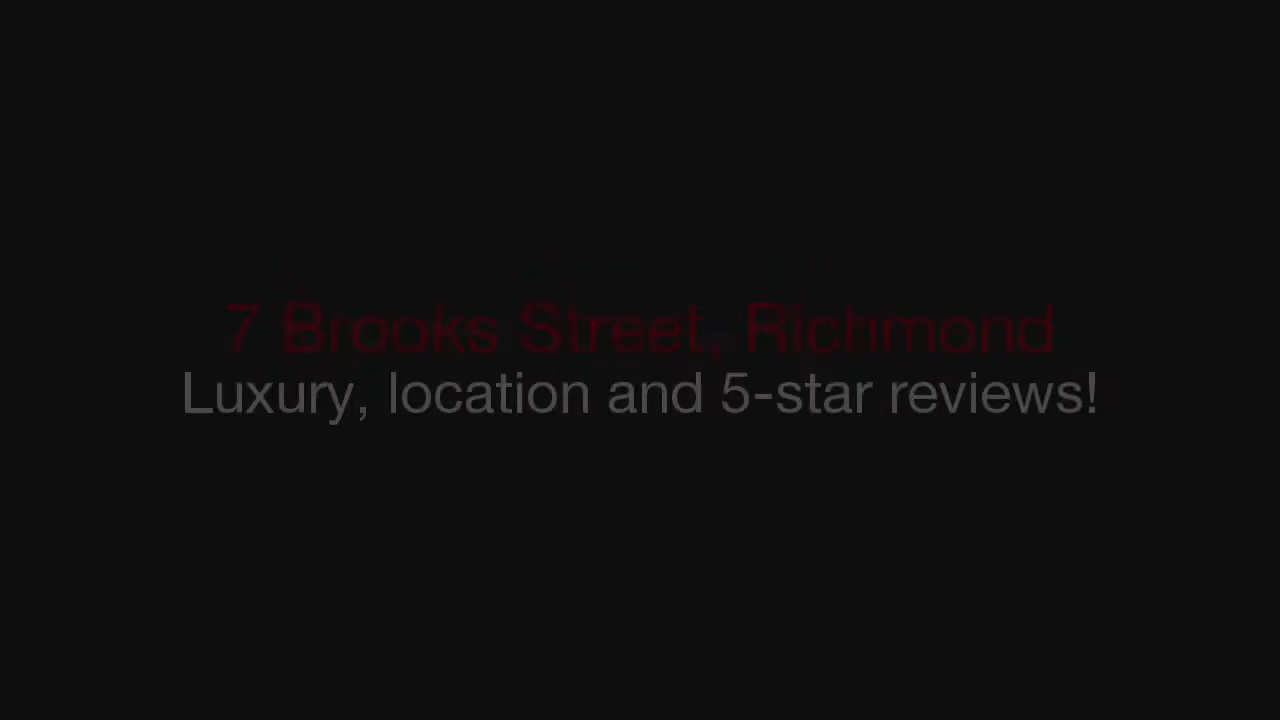 7 Brooks Street, Richmond
Luxury, location and 5-star reviews!